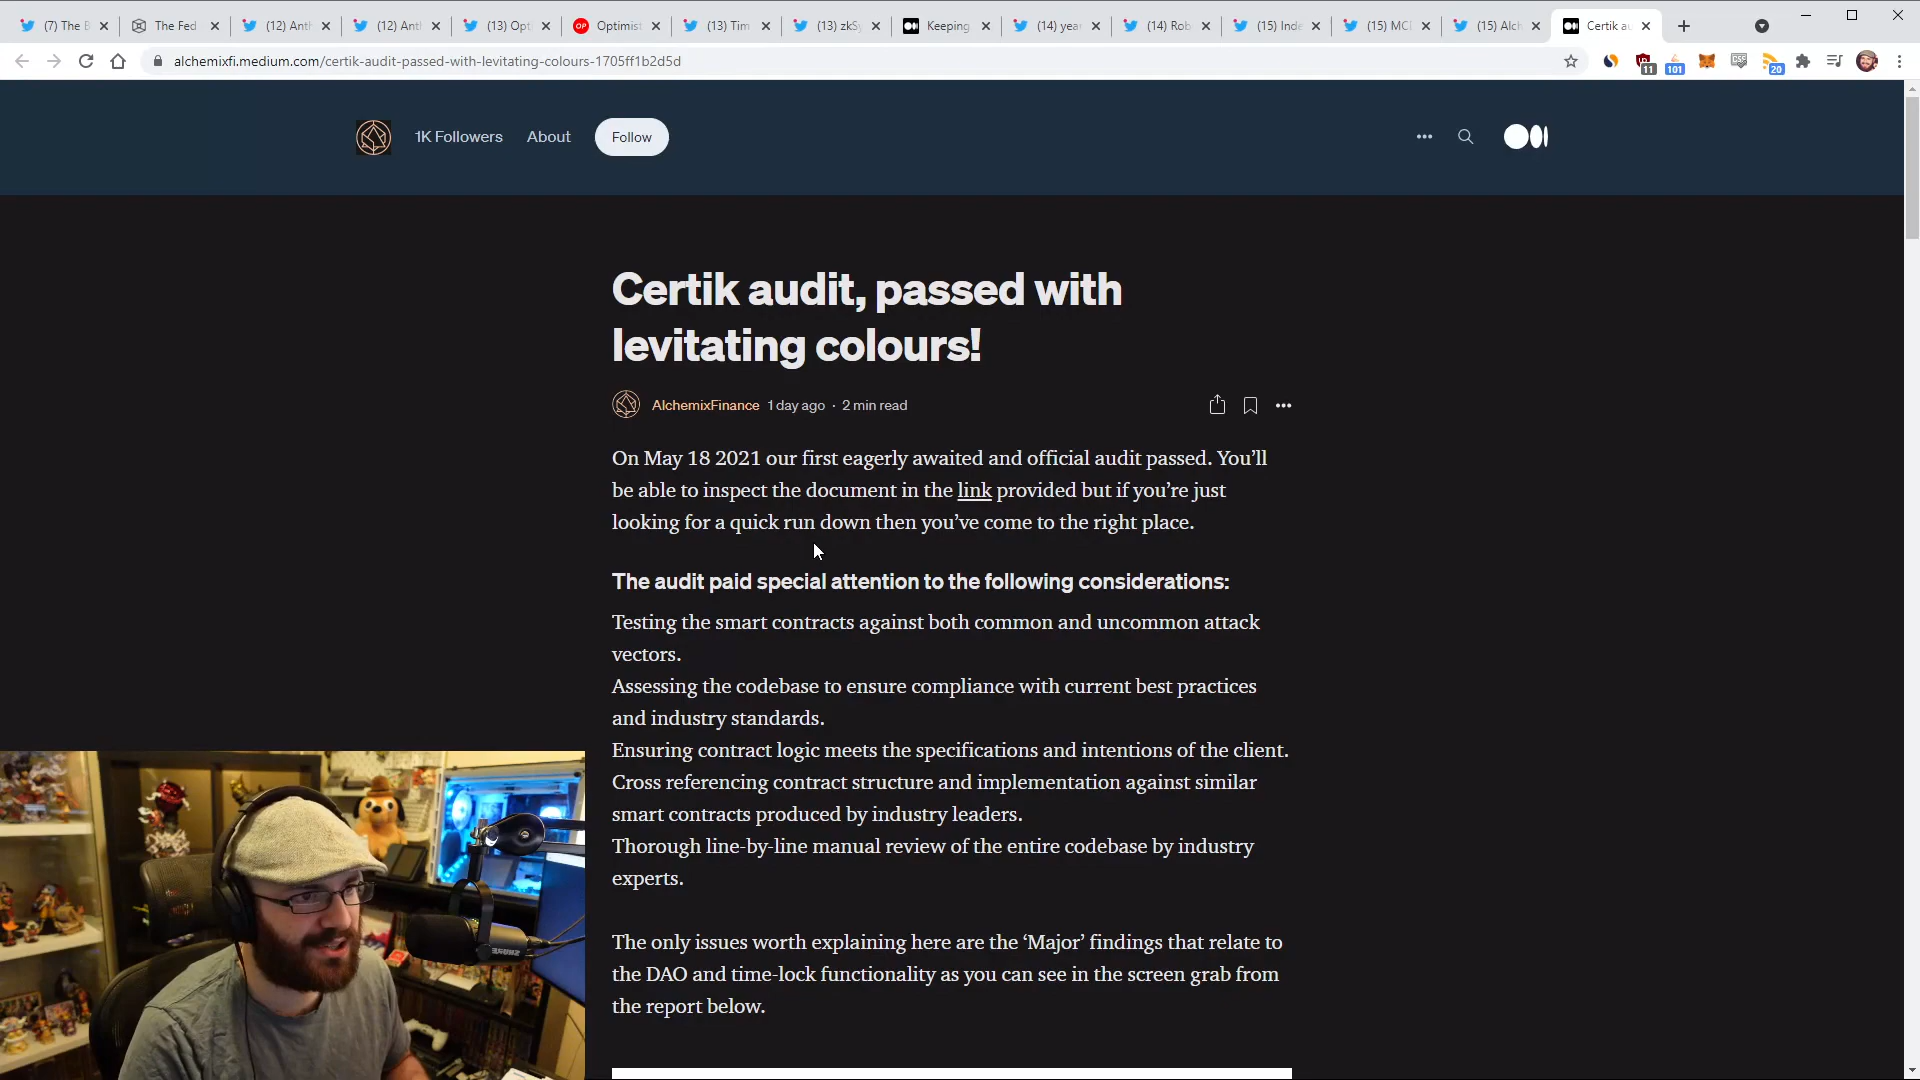 (7) The B
The Fed
(12) Anth
(12) Anth
(13) Opt
Optimist
(13) Tim
(13) zkSy
Keeping
(14) year
(14) Rob
(15) Inde
(15) MC
(15) Alch
Certik au
alchemixfi.medium.com/certik-audit-passed-with-levitating-colours-1705ff1b2d5d
11
101
20
1K Followers About Follow
Certik audit, passed with
levitating colours!
AlchemixFinance 1 day ago · 2 min read
On May 18 2021 our first eagerly awaited and official audit passed. You’ll
be able to inspect the document in the link provided but if you’re just
looking for a quick run down then you’ve come to the right place.
The audit paid special attention to the following considerations:
Testing the smart contracts against both common and uncommon attack
vectors.
Assessing the codebase to ensure compliance with current best practices
and industry standards.
Ensuring contract logic meets the specifications and intentions of the client.
Cross referencing contract structure and implementation against similar
smart contracts produced by industry leaders.
Thorough line-by-line manual review of the entire codebase by industry
experts.
The only issues worth explaining here are the ‘Major’ findings that relate to
the DAO and time-lock functionality as you can see in the screen grab from
the report below.